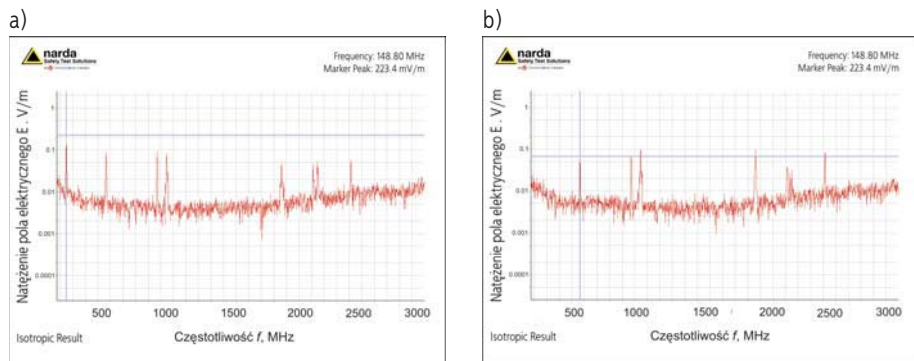 a)
narda
Safety Test Solutions
Frequency: 148.80 MHz
Marker Peak: 223.4 mV/m
Natężenie pola elektrycznego E . V/m
1
0.1
0.01
0.001
0.0001
500 1000 1500 2000 2500 3000
Częstotliwość f, MHz
Isotropic Result
b)
narda
Safety Test Solutions
Frequency: 148.80 MHz
Marker Peak: 223.4 mV/m
Natężenie pola elektrycznego E . V/m
1
0.1
0.01
0.001
0.0001
500 1000 1500 2000 2500 3000
Częstotliwość f, MHz
Isotropic Result